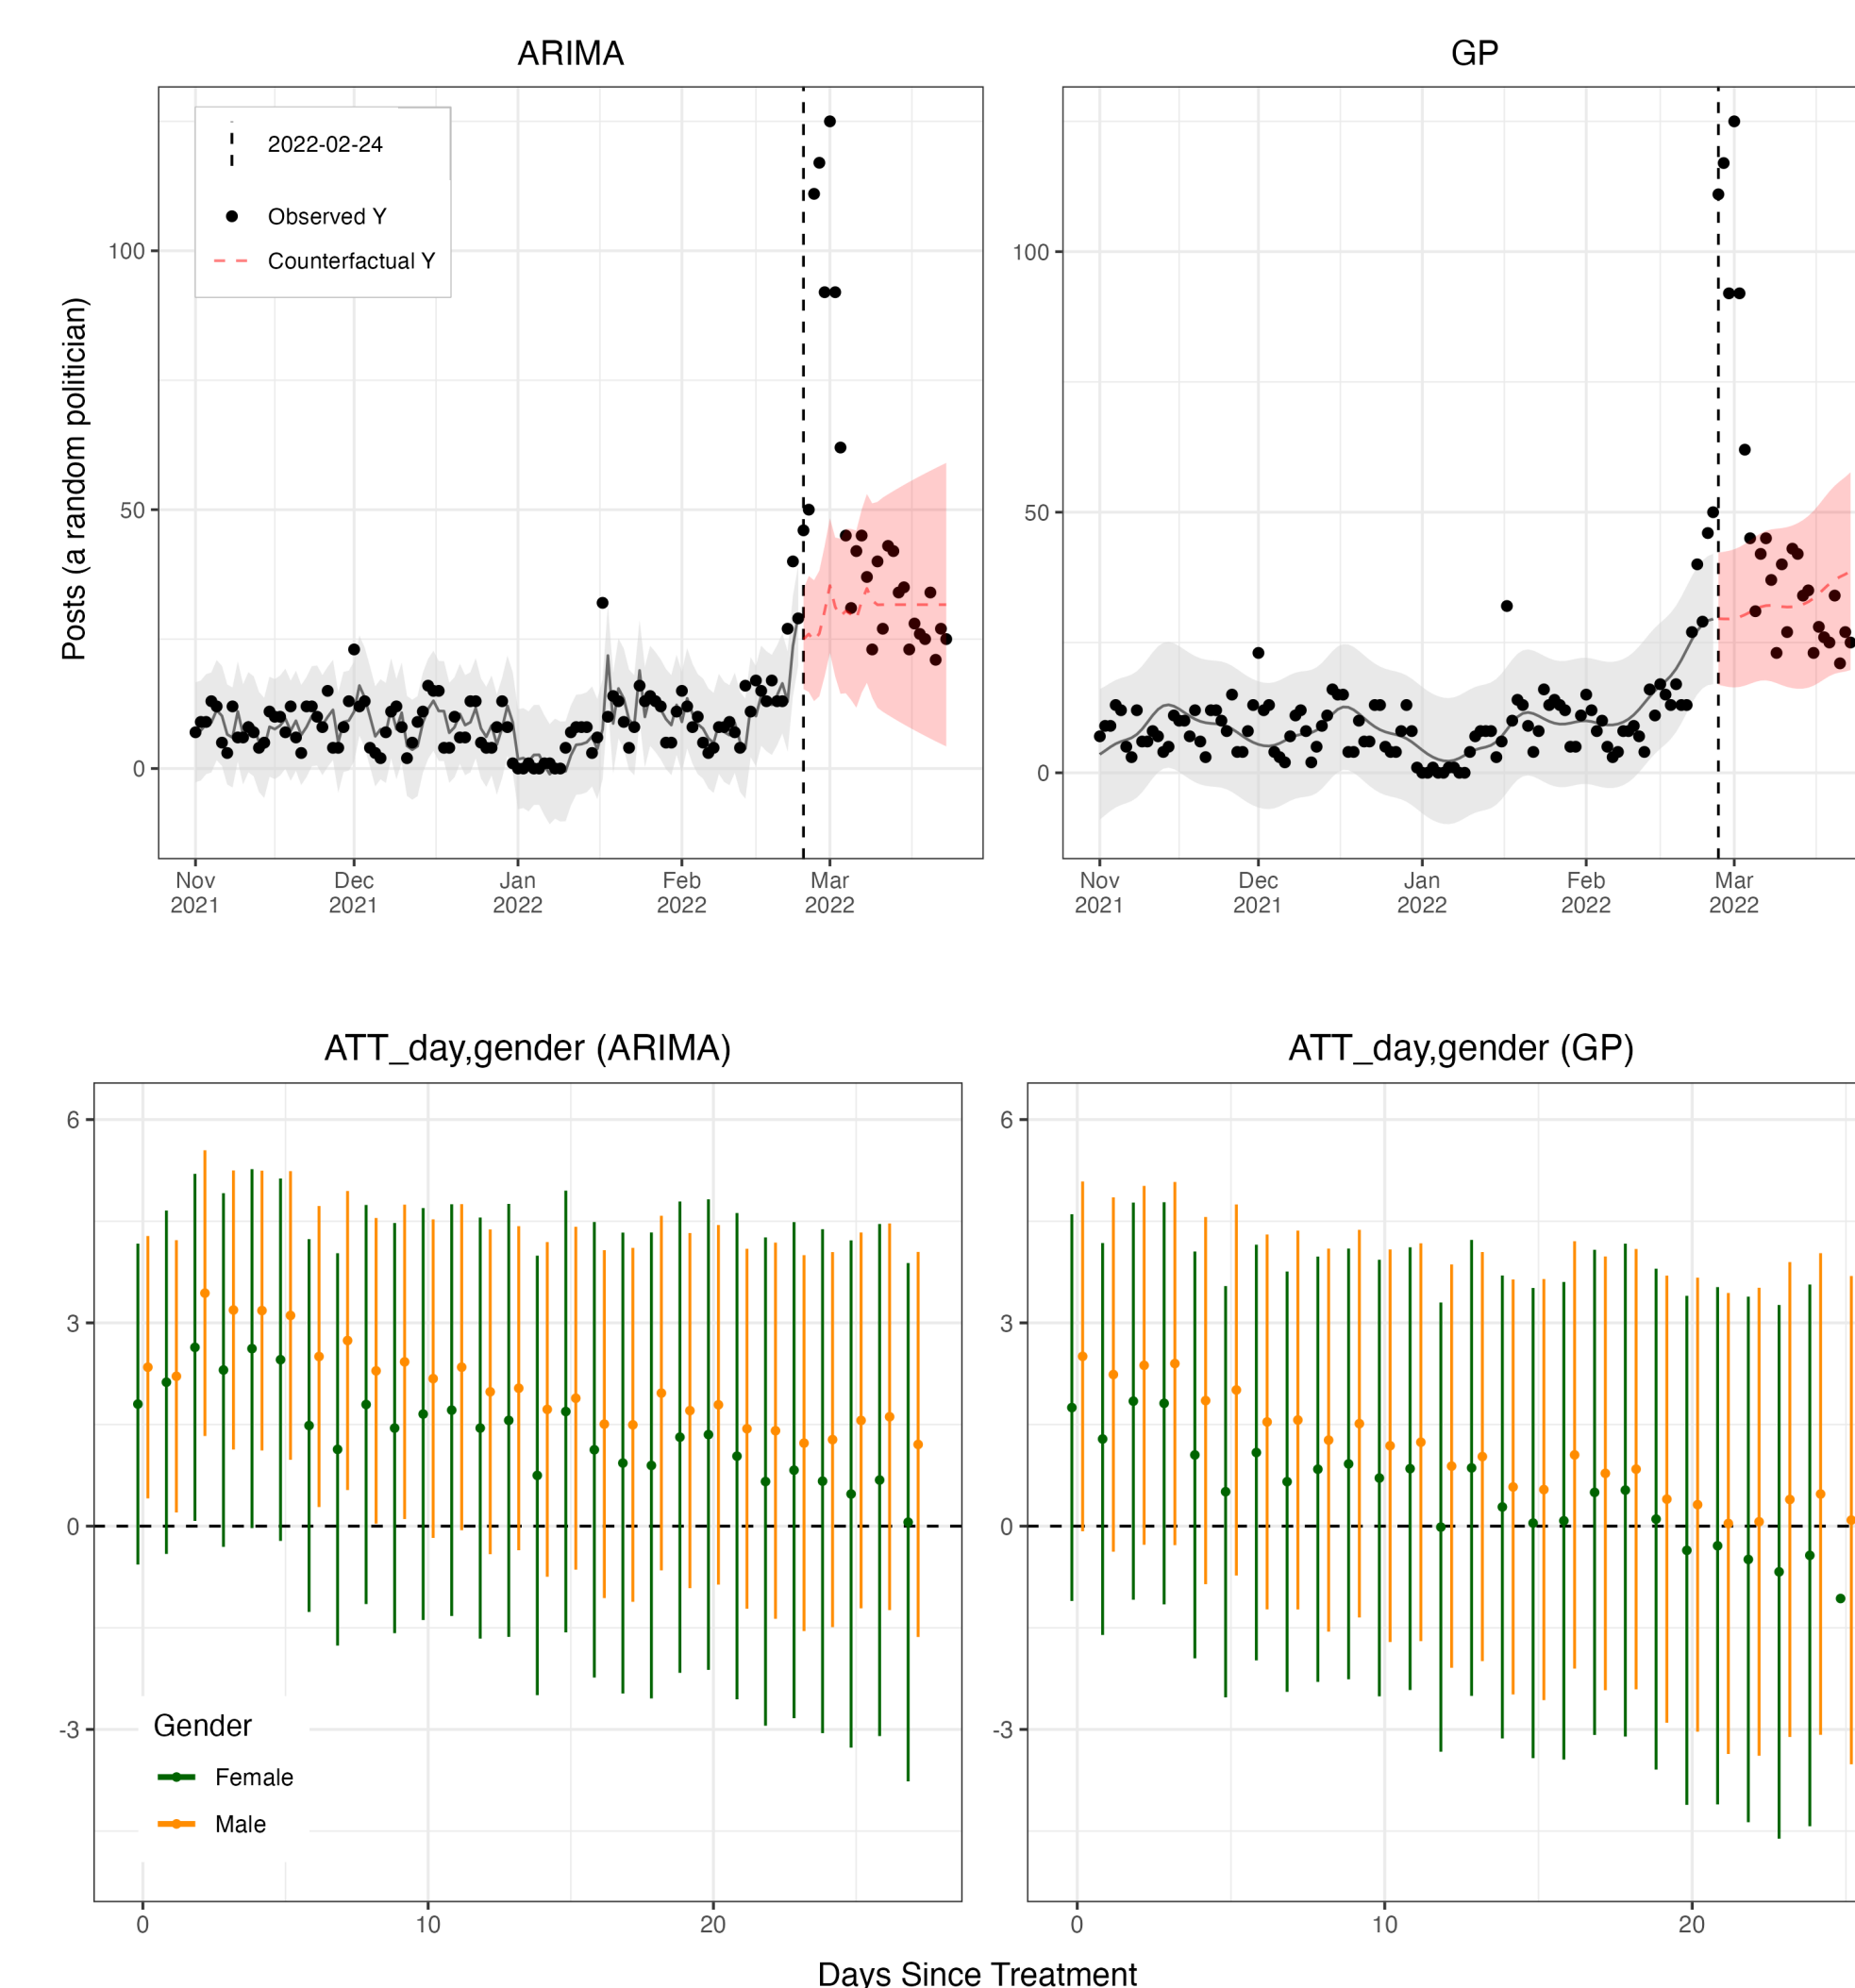 ARIMA
GP
Posts (a random politician)
100
50
0
2022-02-24
Observed Y
Counterfactual Y
Nov
2021
Dec
2021
Jan
2022
Feb
2022
Mar
2022
100
50
0
Nov
2021
Dec
2021
Jan
2022
Feb
2022
Mar
2022
ATT_day,gender (ARIMA)
ATT_day,gender (GP)
6
3
0
-3
Gender
Female
Male
0
10
20
6
3
0
-3
0
10
20
Days Since Treatment